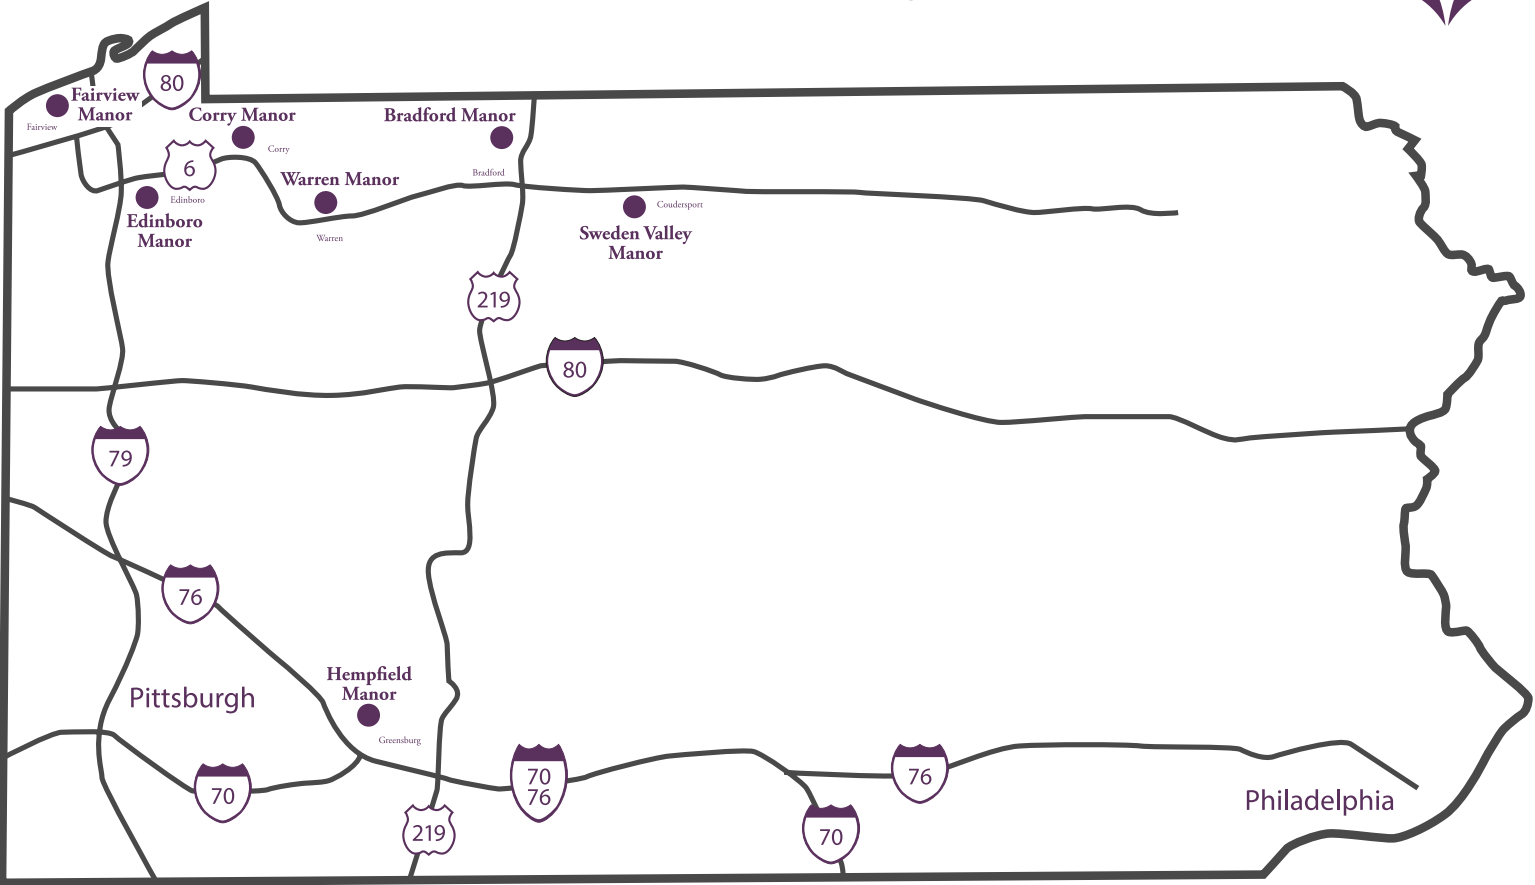 80
Fairview
Manor
Fairview
Corry Manor
Corry
Bradford Manor
Bradford
6
Warren Manor
Warren
Edinboro
Edinboro
Manor
Coudersport
Sweden Valley
Manor
219
80
79
76
Hempfield
Manor
Greensburg
Pittsburgh
70
70
76
76
219
70
Philadelphia